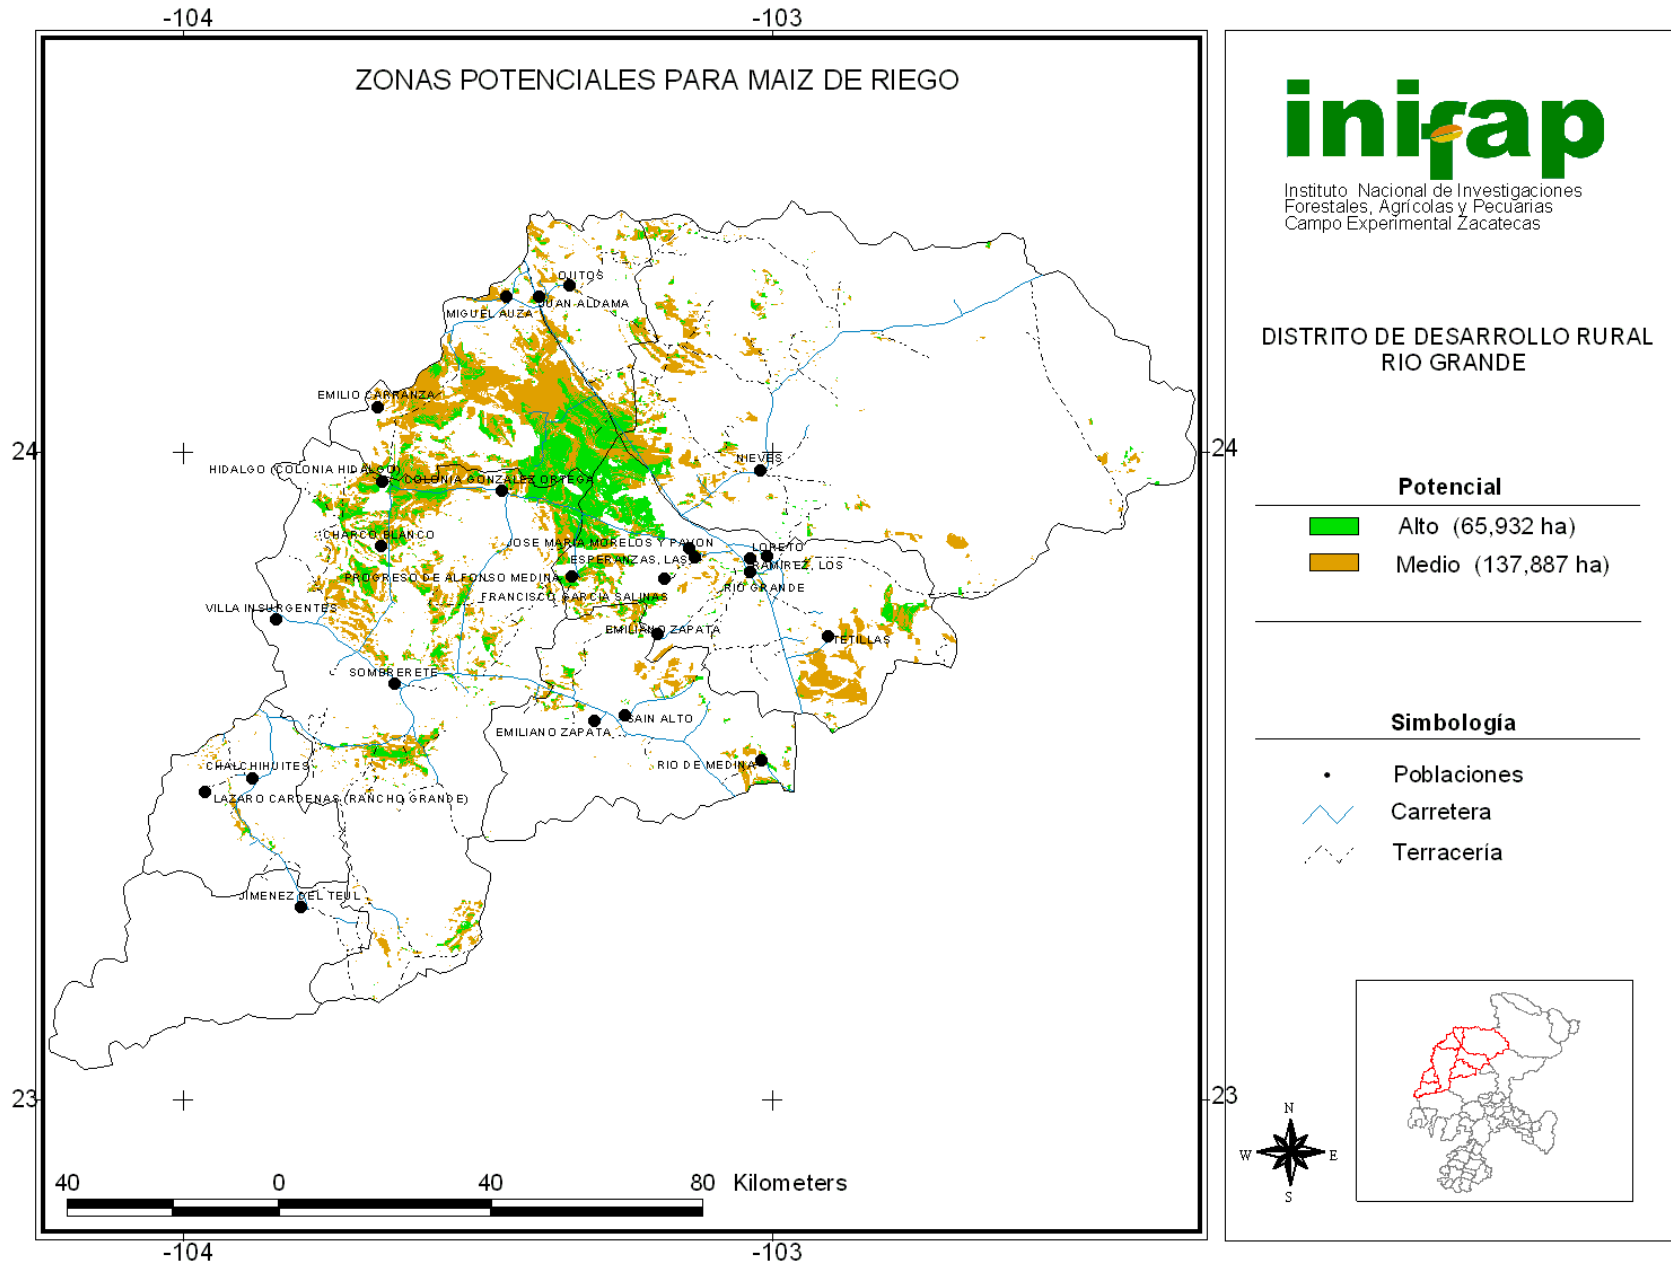 -104
-103
ZONAS POTENCIALES PARA MAIZ DE RIEGO
OJITOS
JUAN ALDAMA
MIGUEL AUZA
EMILIO CARRANZA
24
24
NIEVES
HIDALGO (COLONIA HIDALGO)
COLONIA GONZALEZ ORTEGA
CHARCO BLANCO
JOSE MARIA MORELOS Y PAVON
LORETO
ESPERANZAS, LAS
RAMIREZ, LOS
PROGRESO DE ALFONSO MEDINA
RIO GRANDE
FRANCISCO GARCIA SALINAS
VILLA INSURGENTES
EMILIANO ZAPATA
TETILLAS
SOMBRERETE
SAIN ALTO
EMILIANO ZAPATA
RIO DE MEDINA
CHALCHIHUITES
LAZARO CARDENAS (RANCHO GRANDE)
JIMENEZ DEL TEUL
23
23
40 0 40 80 Kilometers
-104
-103
inifap
Instituto Nacional de Investigaciones
Forestales, Agrícolas y Pecuarias
Campo Experimental Zacatecas
DISTRITO DE DESARROLLO RURAL
RIO GRANDE
Potencial
Alto (65,932 ha)
Medio (137,887 ha)
Simbología
Poblaciones
Carretera
Terracería
N
W E
S